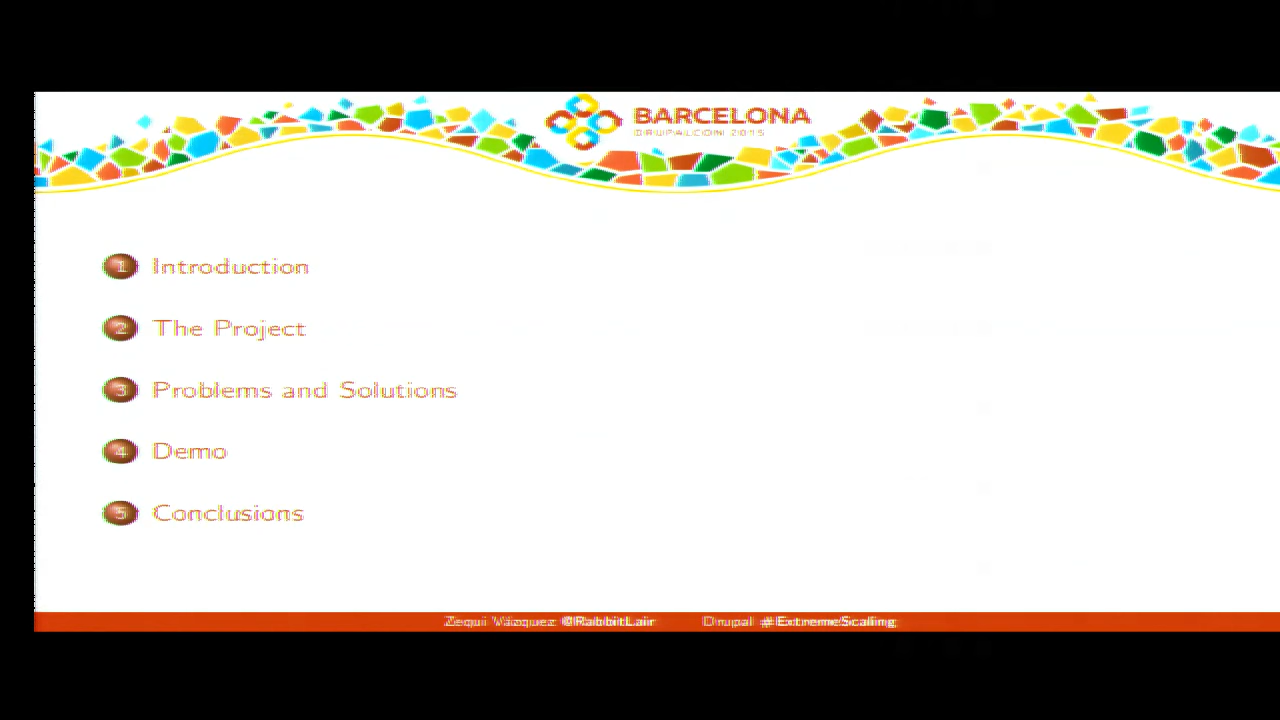 BARCELONA
DRUPALCON 2015
1 Introduction
2 The Project
3 Problems and Solutions
4 Demo
5 Conclusions
Zequi Vázquez @RabbitLair Drupal #ExtremeScaling